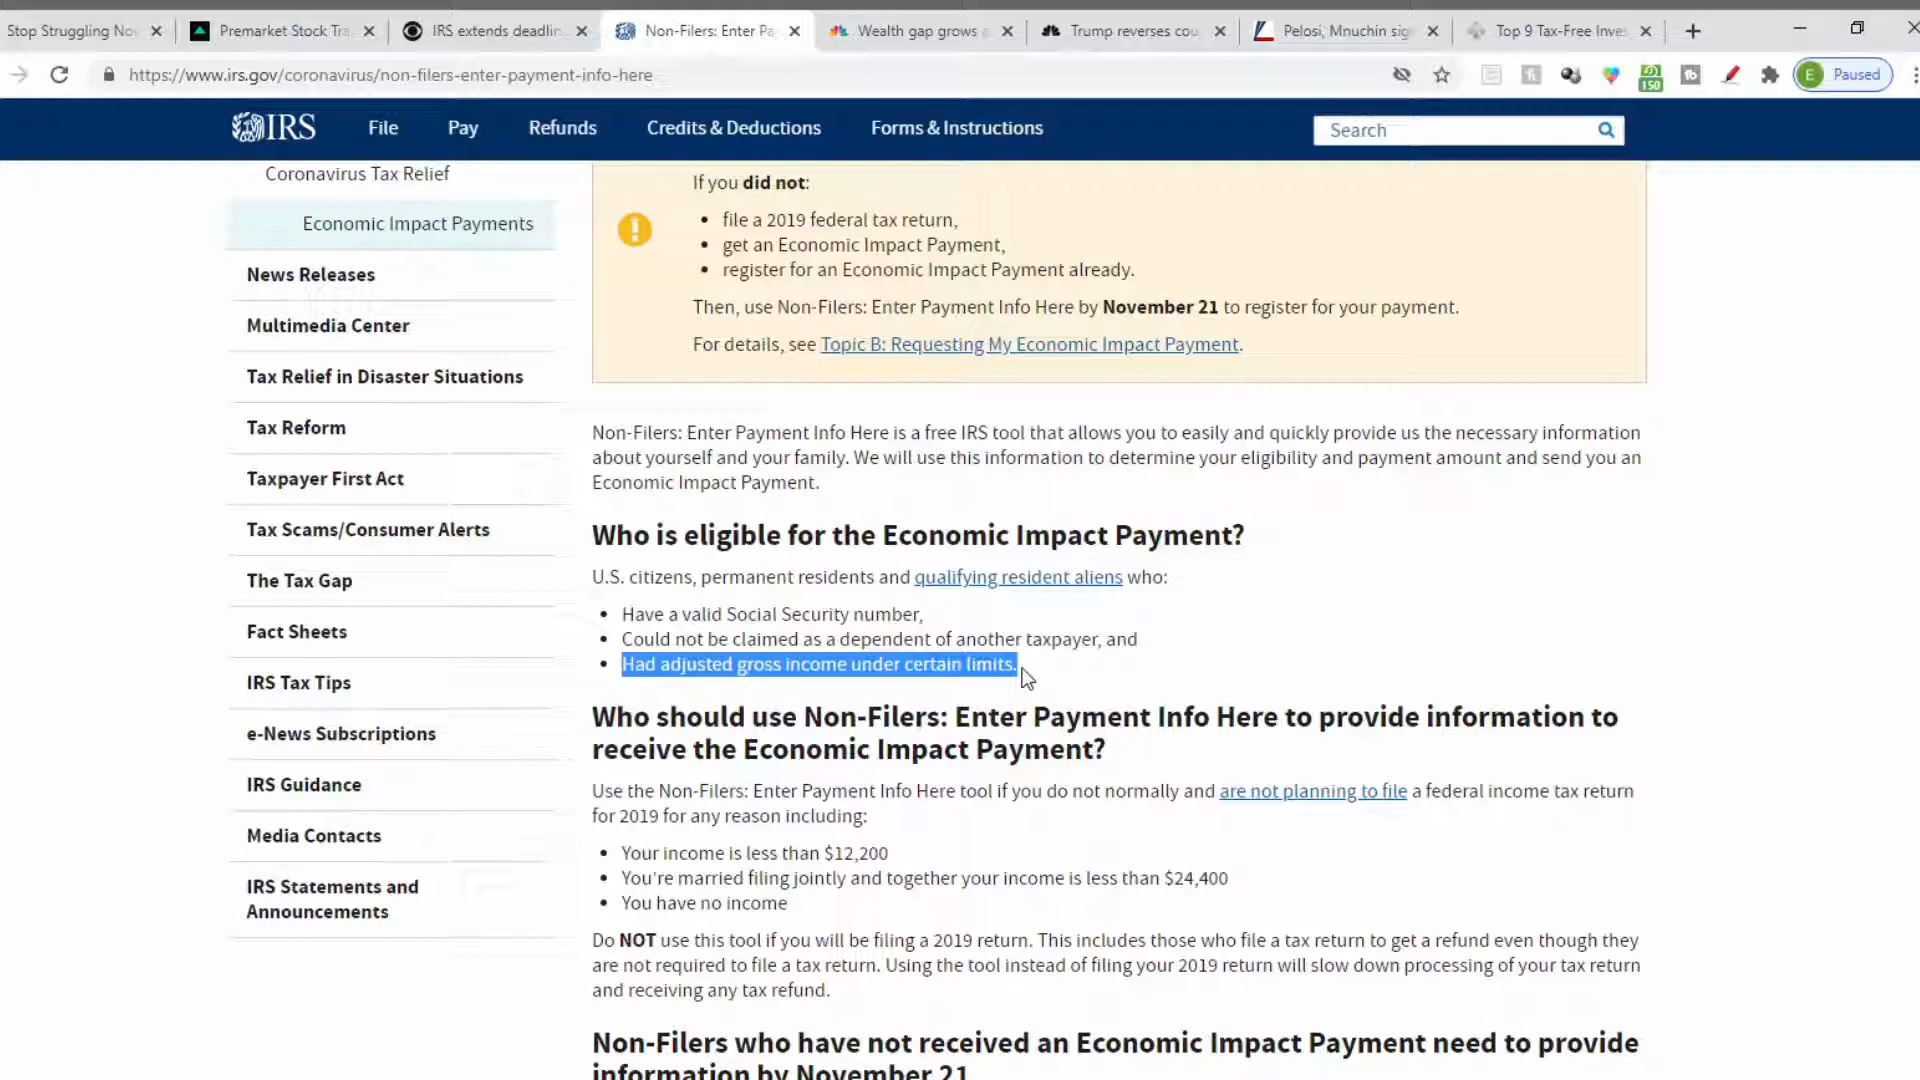 Stop Struggling No
Premarket Stock Tra
IRS extends deadlin
Non-Filers: Enter Pa
Wealth gap grows a
Trump reverses cou
Pelosi, Mnuchin sig
Top 9 Tax-Free Inve
https://www.irs.gov/coronavirus/non-filers-enter-payment-info-here
150
E Paused
IRS
File
Pay
Refunds
Credits & Deductions
Forms & Instructions
Search
Coronavirus Tax Relief
Economic Impact Payments
News Releases
Multimedia Center
Tax Relief in Disaster Situations
Tax Reform
Taxpayer First Act
Tax Scams/Consumer Alerts
The Tax Gap
Fact Sheets
IRS Tax Tips
e-News Subscriptions
IRS Guidance
Media Contacts
IRS Statements and
Announcements
If you did not:
• file a 2019 federal tax return,
• get an Economic Impact Payment,
• register for an Economic Impact Payment already.
Then, use Non-Filers: Enter Payment Info Here by November 21 to register for your payment.
For details, see Topic B: Requesting My Economic Impact Payment.
Non-Filers: Enter Payment Info Here is a free IRS tool that allows you to easily and quickly provide us the necessary information
about yourself and your family. We will use this information to determine your eligibility and payment amount and send you an
Economic Impact Payment.
Who is eligible for the Economic Impact Payment?
U.S. citizens, permanent residents and qualifying resident aliens who:
• Have a valid Social Security number,
• Could not be claimed as a dependent of another taxpayer, and
• Had adjusted gross income under certain limits.
Who should use Non-Filers: Enter Payment Info Here to provide information to
receive the Economic Impact Payment?
Use the Non-Filers: Enter Payment Info Here tool if you do not normally and are not planning to file a federal income tax return
for 2019 for any reason including:
• Your income is less than $12,200
• You're married filing jointly and together your income is less than $24,400
• You have no income
Do NOT use this tool if you will be filing a 2019 return. This includes those who file a tax return to get a refund even though they
are not required to file a tax return. Using the tool instead of filing your 2019 return will slow down processing of your tax return
and receiving any tax refund.
Non-Filers who have not received an Economic Impact Payment need to provide
information by November 21